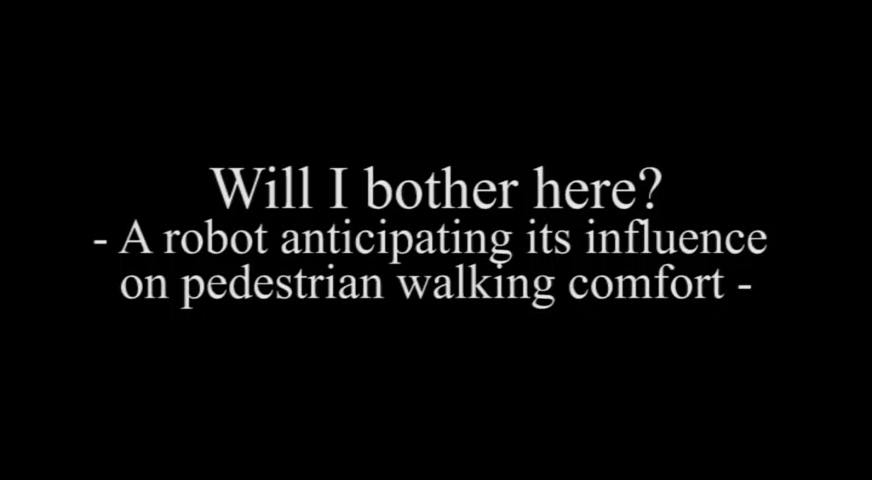 Will I bother here?
- A robot anticipating its influence
on pedestrian walking comfort -